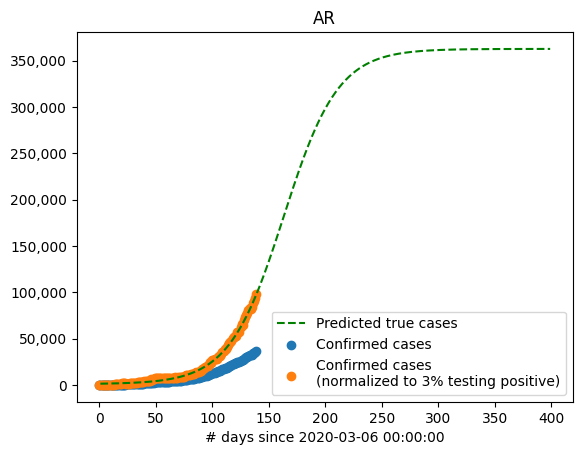 AR
350,000
300,000
250,000
200,000
150,000
100,000
50,000
0
Predicted true cases
Confirmed cases
Confirmed cases
(normalized to 3% testing positive)
0 50 100 150 200 250 300 350 400
# days since 2020-03-06 00:00:00